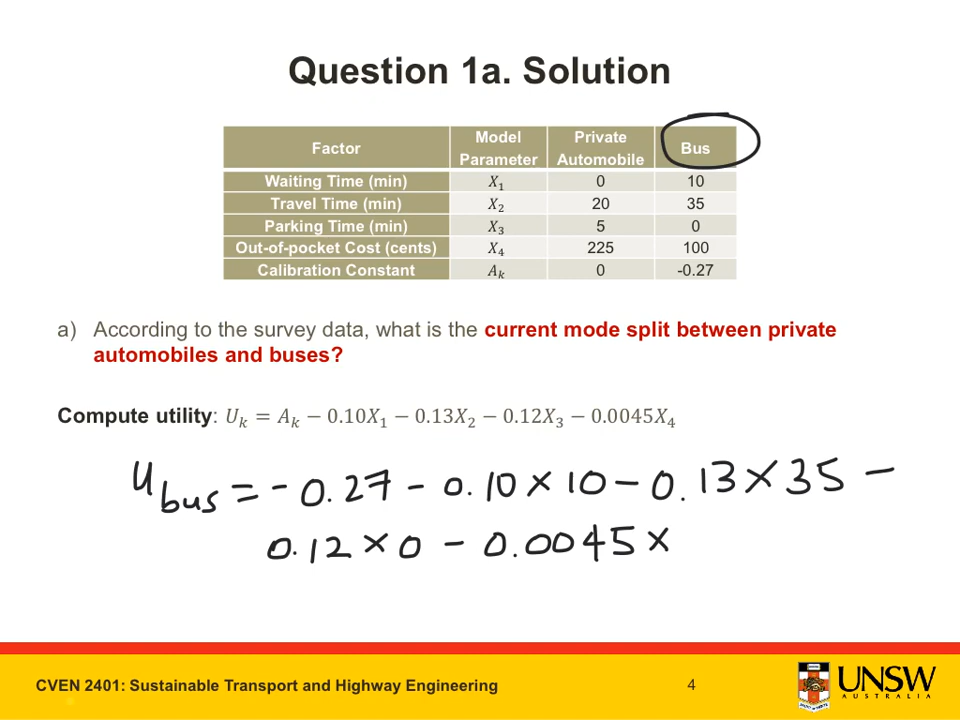 Question 1a. Solution
Factor Model Parameter Private Automobile Bus
Waiting Time (min) X₁ 0 10
Travel Time (min) X₂ 20 35
Parking Time (min) X₃ 5 0
Out-of-pocket Cost (cents) X₄ 225 100
Calibration Constant Aₖ 0 -0.27
a) According to the survey data, what is the current mode split between private
automobiles and buses?
Compute utility: Uₖ = Aₖ − 0.10X₁ − 0.13X₂ − 0.12X₃ − 0.0045X₄
U bus = - 0.27 - 0.10 × 10 - 0.13 × 35 -
0.12 × 0 - 0.0045 ×
CVEN 2401: Sustainable Transport and Highway Engineering 4 UNSW
AUSTRALIA